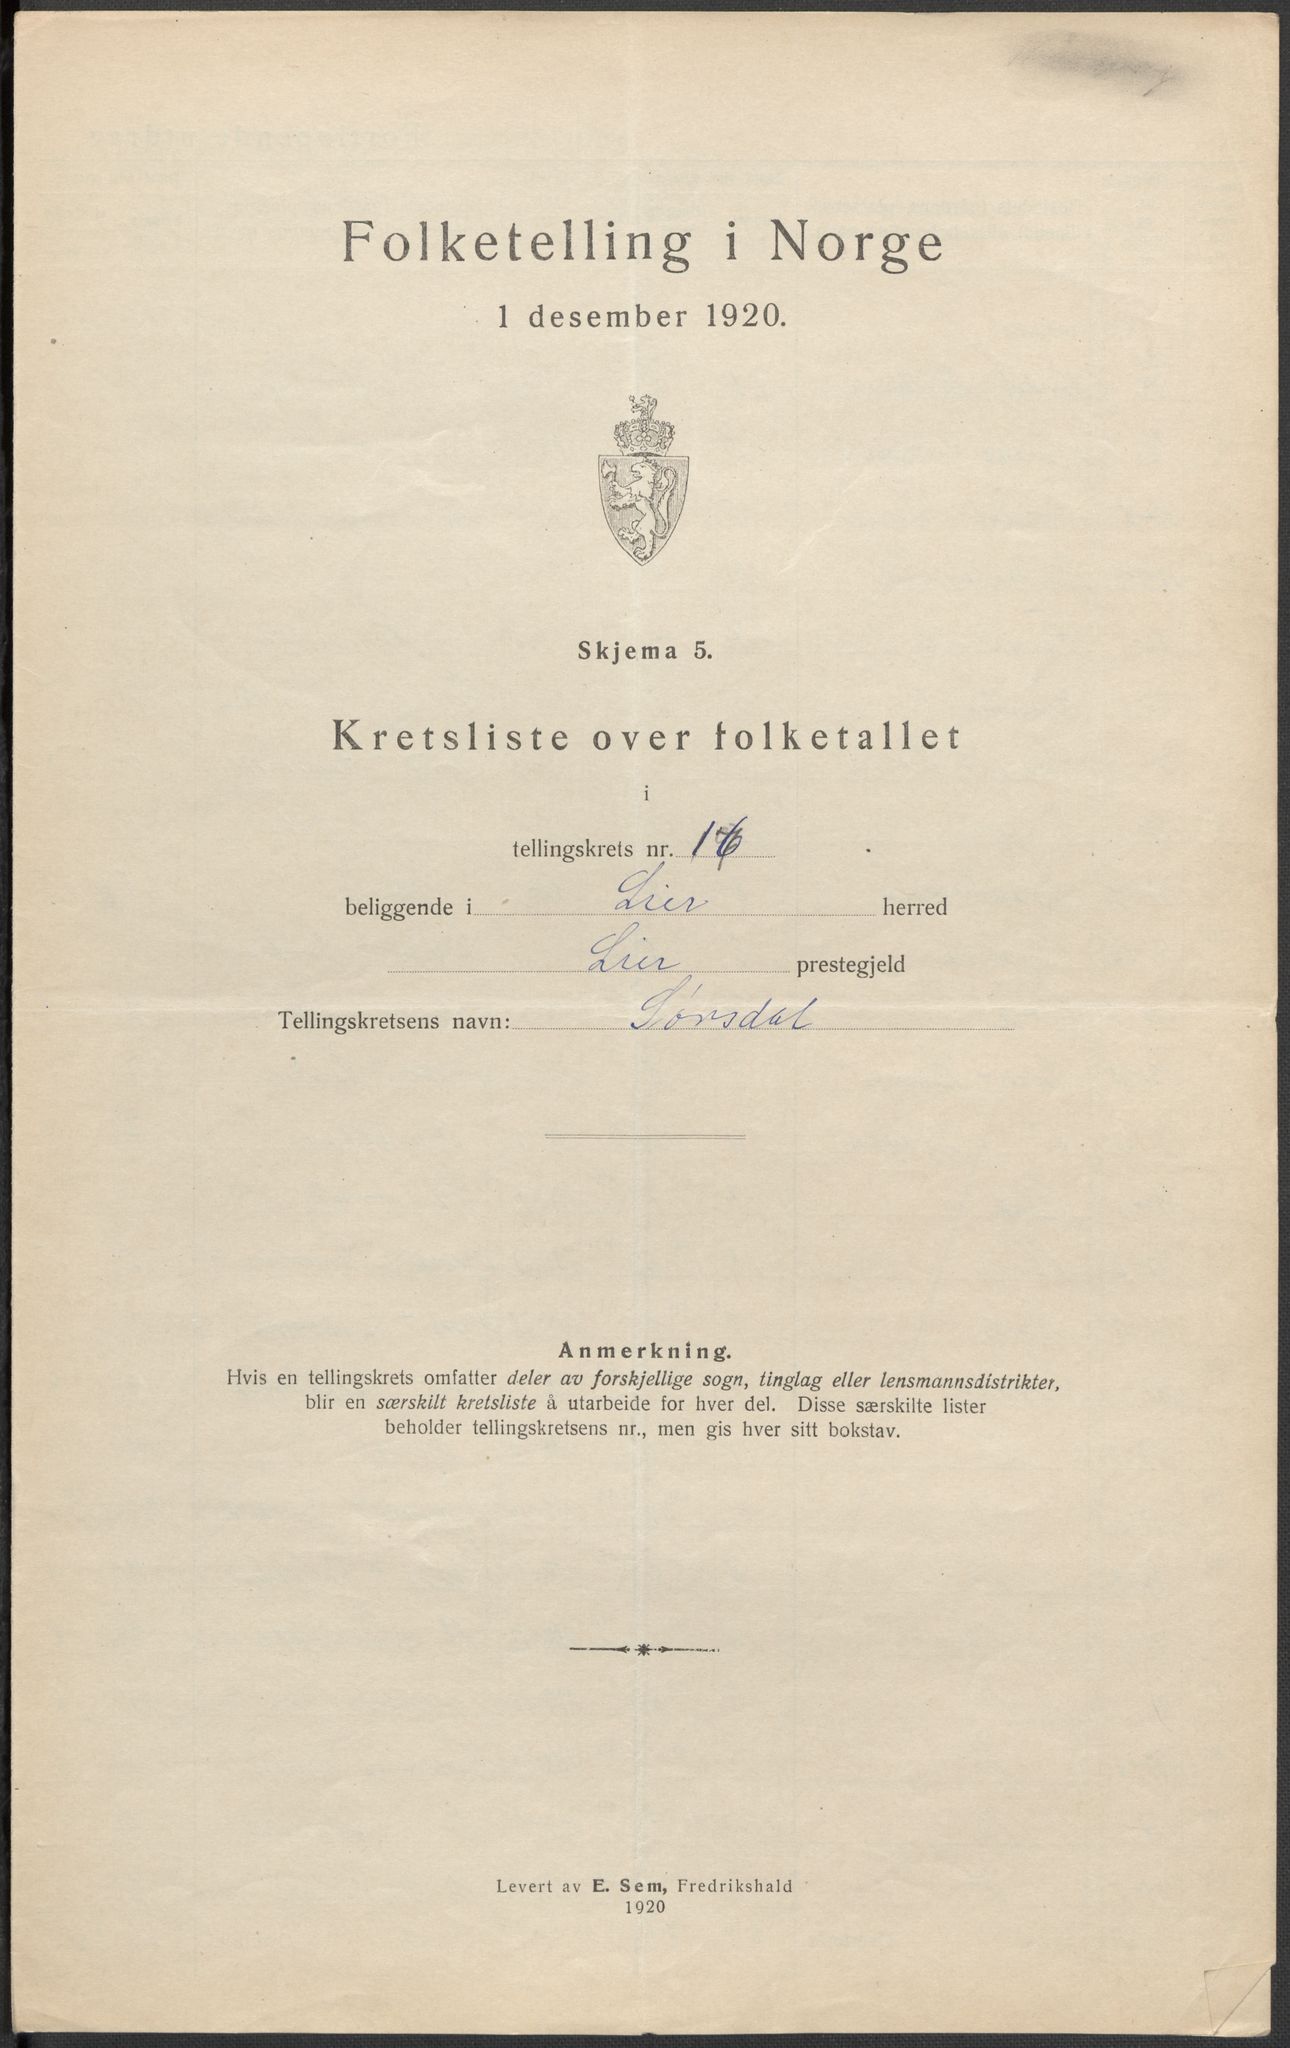 Folketelling i Norge
1 desember 1920.
Skjema 5.
Kretsliste over folketallet
i
tellingskrets nr. 16
beliggende i Lier herred
Lier prestegjeld
Tellingskretsens navn: Sørsdal
Anmerkning.
Hvis en tellingskrets omfatter deler av forskjellige sogn, tinglag eller lensmannsdistrikter,
blir en særskilt kretsliste å utarbeide for hver del. Disse særskilte lister
beholder tellingskretsens nr., men gis hver sitt bokstav.
Levert av E. Sem, Fredrikshald
1920